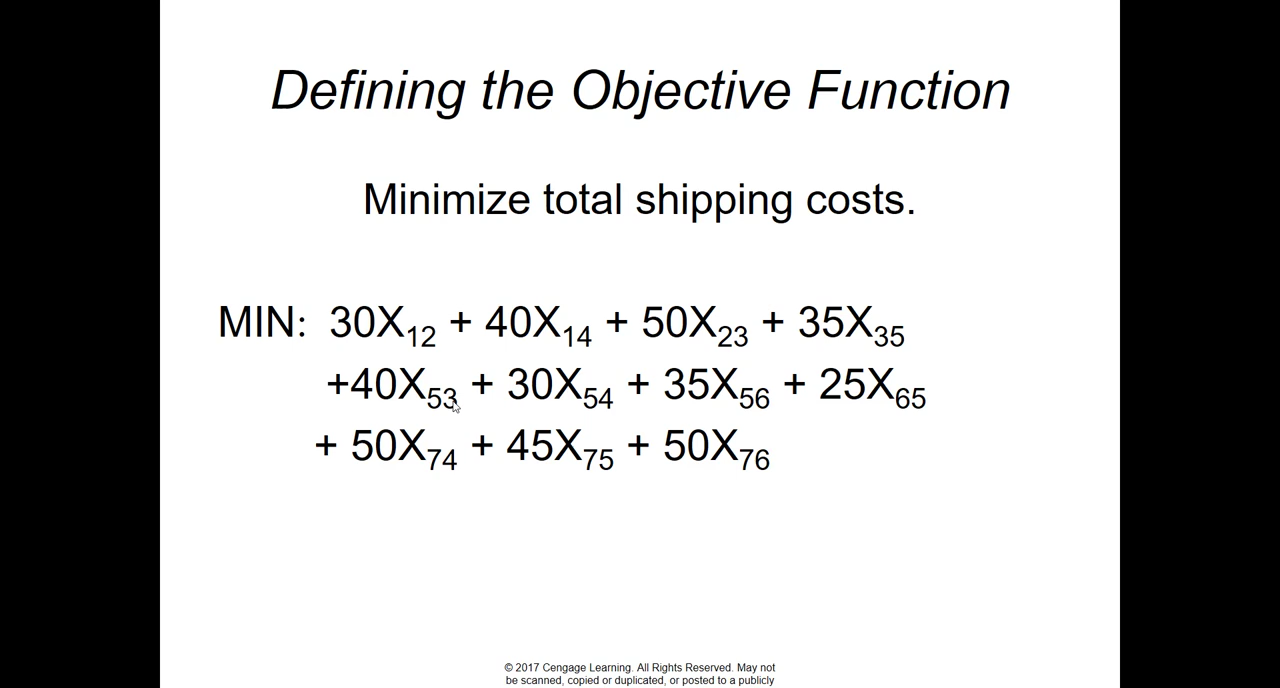 Defining the Objective Function
Minimize total shipping costs.
MIN: 30X₁₂ + 40X₁₄ + 50X₂₃ + 35X₃₅
+40X₅₃ + 30X₅₄ + 35X₅₆ + 25X₆₅
+ 50X₇₄ + 45X₇₅ + 50X₇₆
© 2017 Cengage Learning. All Rights Reserved. May not
be scanned, copied or duplicated, or posted to a publicly